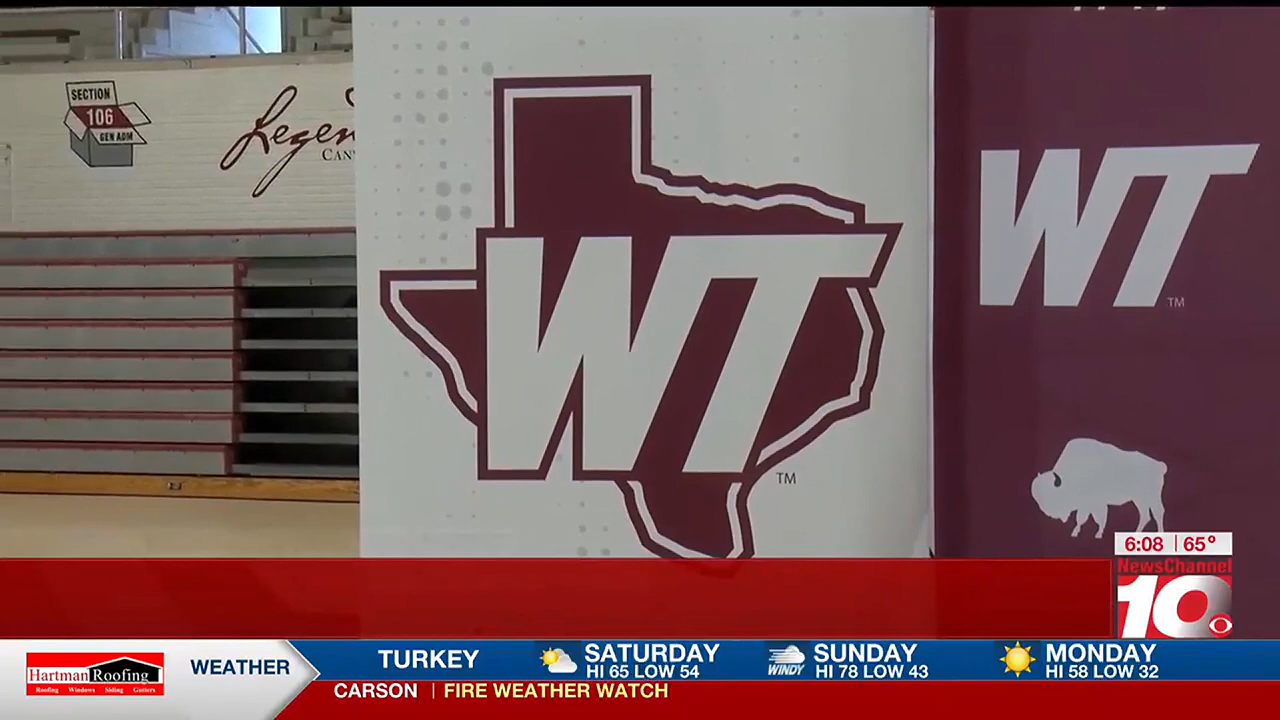 SECTION
106
GEN ADM
WT
TM
WT
TM
6:08 65°
NewsChannel
10
Hartman Roofing
Roofing Windows Siding Gutters
WEATHER
TURKEY
SATURDAY
HI 65 LOW 54
WINDY
SUNDAY
HI 78 LOW 43
MONDAY
HI 58 LOW 32
CARSON | FIRE WEATHER WATCH